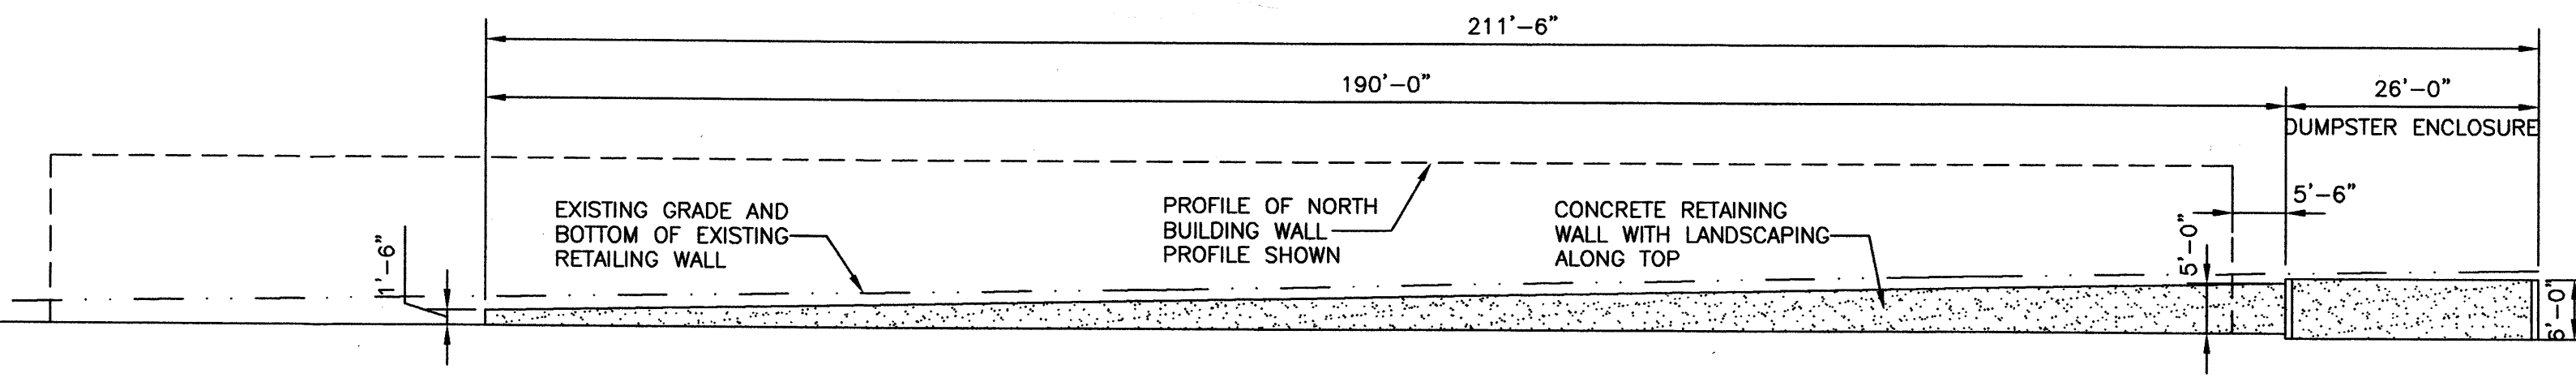 211'-6"
190'-0"
26'-0"
DUMPSTER ENCLOSURE
5'-6"
EXISTING GRADE AND
BOTTOM OF EXISTING
RETAILING WALL
PROFILE OF NORTH
BUILDING WALL
PROFILE SHOWN
CONCRETE RETAINING
WALL WITH LANDSCAPING
ALONG TOP
1'-6"
5'-0"
6'-0"